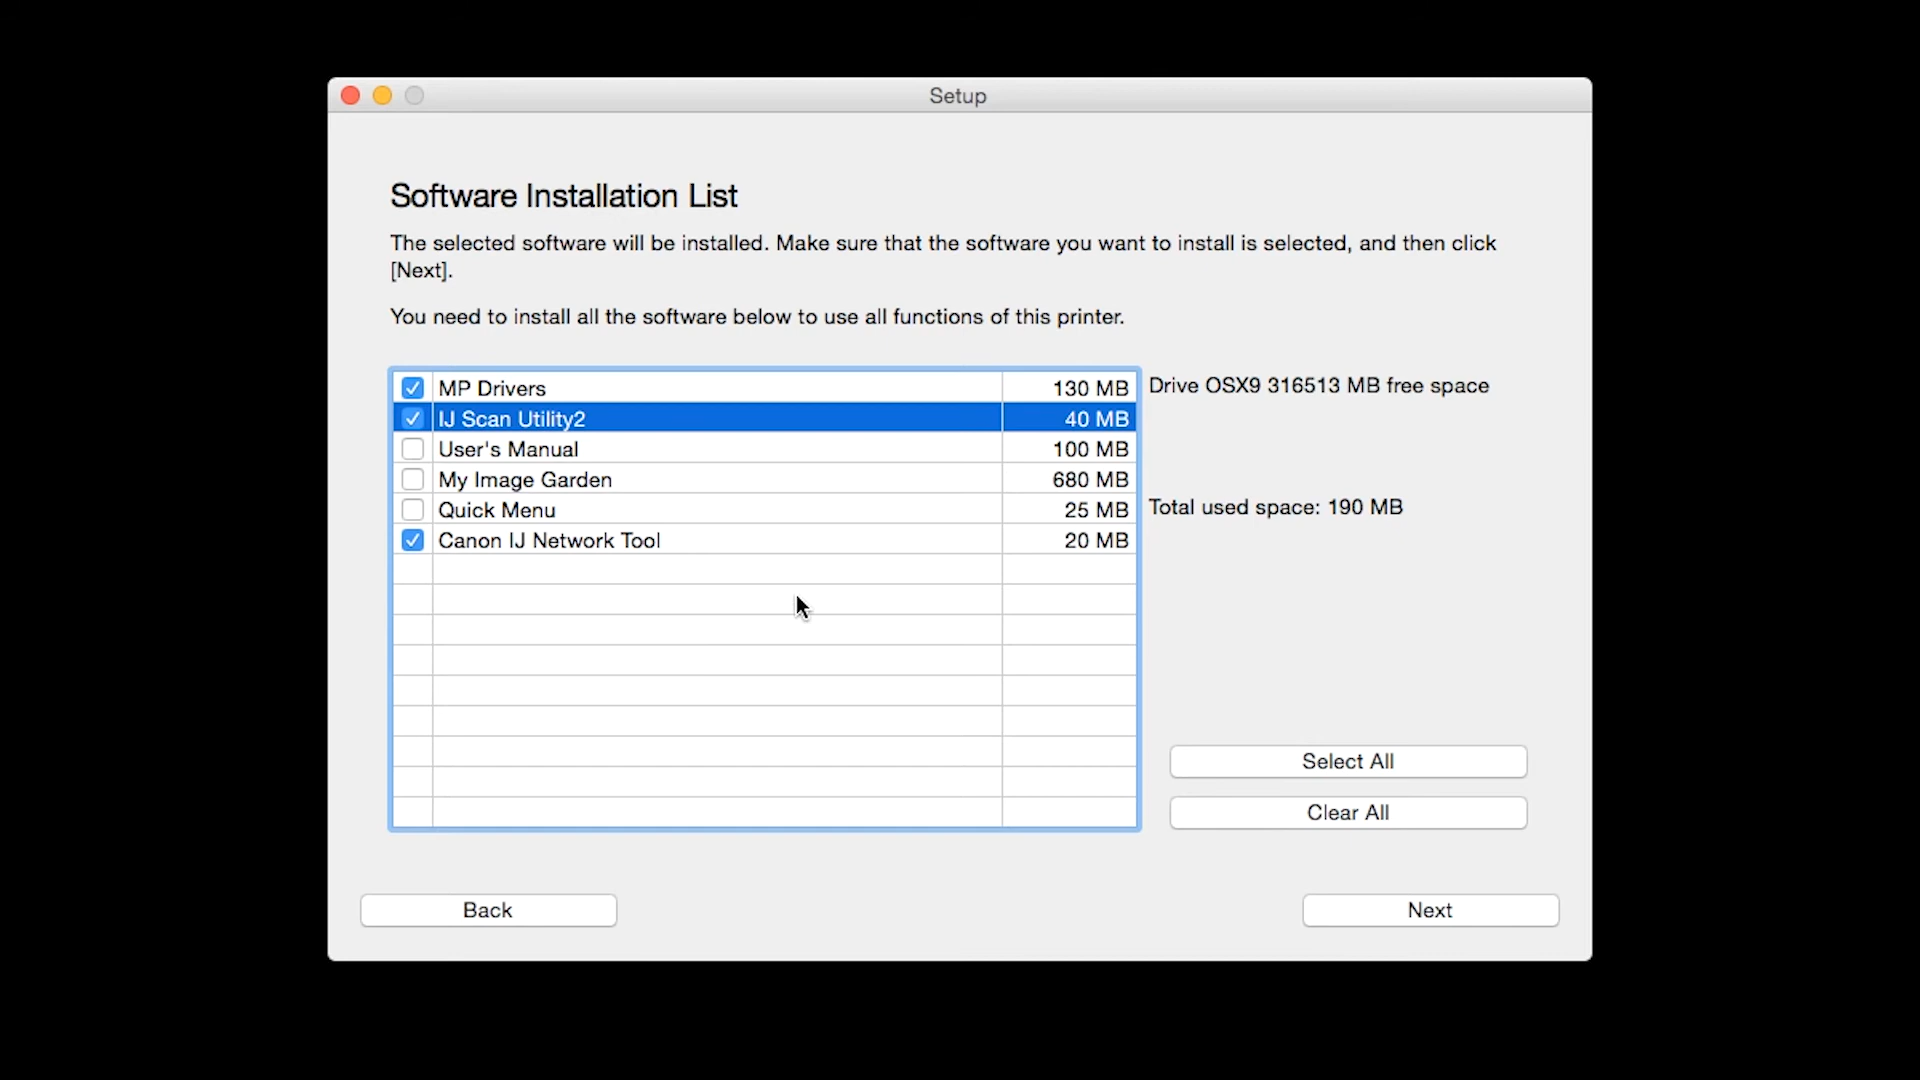 Setup
Software Installation List
The selected software will be installed. Make sure that the software you want to install is selected, and then click
[Next].
You need to install all the software below to use all functions of this printer.
MP Drivers 130 MB Drive OSX9 316513 MB free space
IJ Scan Utility2 40 MB
User's Manual 100 MB
My Image Garden 680 MB
Quick Menu 25 MB Total used space: 190 MB
Canon IJ Network Tool 20 MB
Select All
Clear All
Back Next